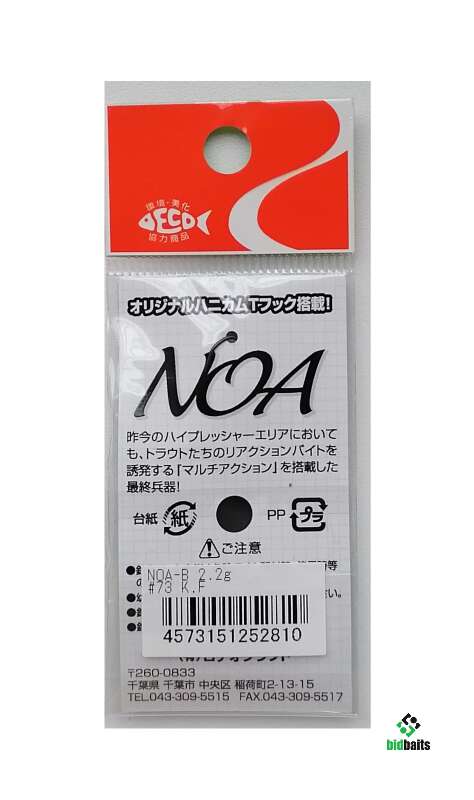 環境・美化
ECO
協力商品
オリジナルハニカムTフック搭載!
NOA
昨今のハイプレッシャーエリアにおいて
も、トラウトたちのリアクションバイトを
誘発する『マルチアクション』を搭載した
最終兵器!
台紙 紙 PP プラ
ご注意
NOA-B 2.2g
#73 K.F
4573151252810
〒260-0833
千葉県 千葉市 中央区 稲荷町2-13-15
TEL.043-309-5515 FAX.043-309-5517
bidbaits